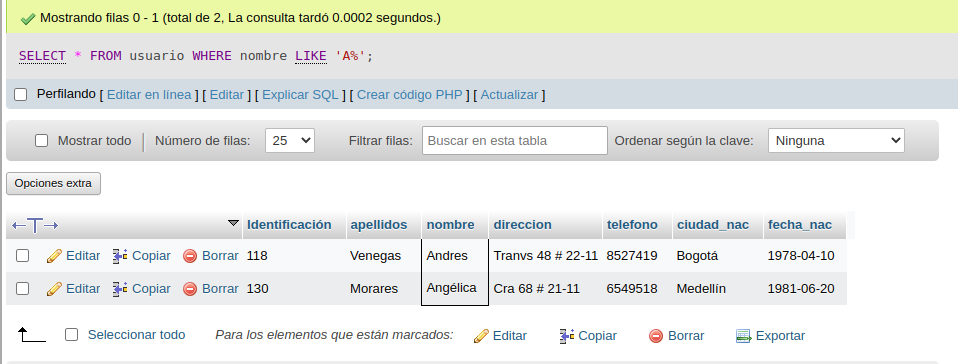 Mostrando filas 0 - 1 (total de 2, La consulta tardó 0.0002 segundos.)
SELECT * FROM usuario WHERE nombre LIKE 'A%';
Perfilando [ Editar en línea ] [ Editar ] [ Explicar SQL ] [ Crear código PHP ] [ Actualizar ]
Mostrar todo Número de filas: 25 Filtrar filas: Buscar en esta tabla Ordenar según la clave: Ninguna
Opciones extra
Identificación apellidos nombre direccion telefono ciudad_nac fecha_nac
Editar Copiar Borrar 118 Venegas Andres Tranvs 48 # 22-11 8527419 Bogotá 1978-04-10
Editar Copiar Borrar 130 Morares Angélica Cra 68 # 21-11 6549518 Medellín 1981-06-20
Seleccionar todo Para los elementos que están marcados: Editar Copiar Borrar Exportar